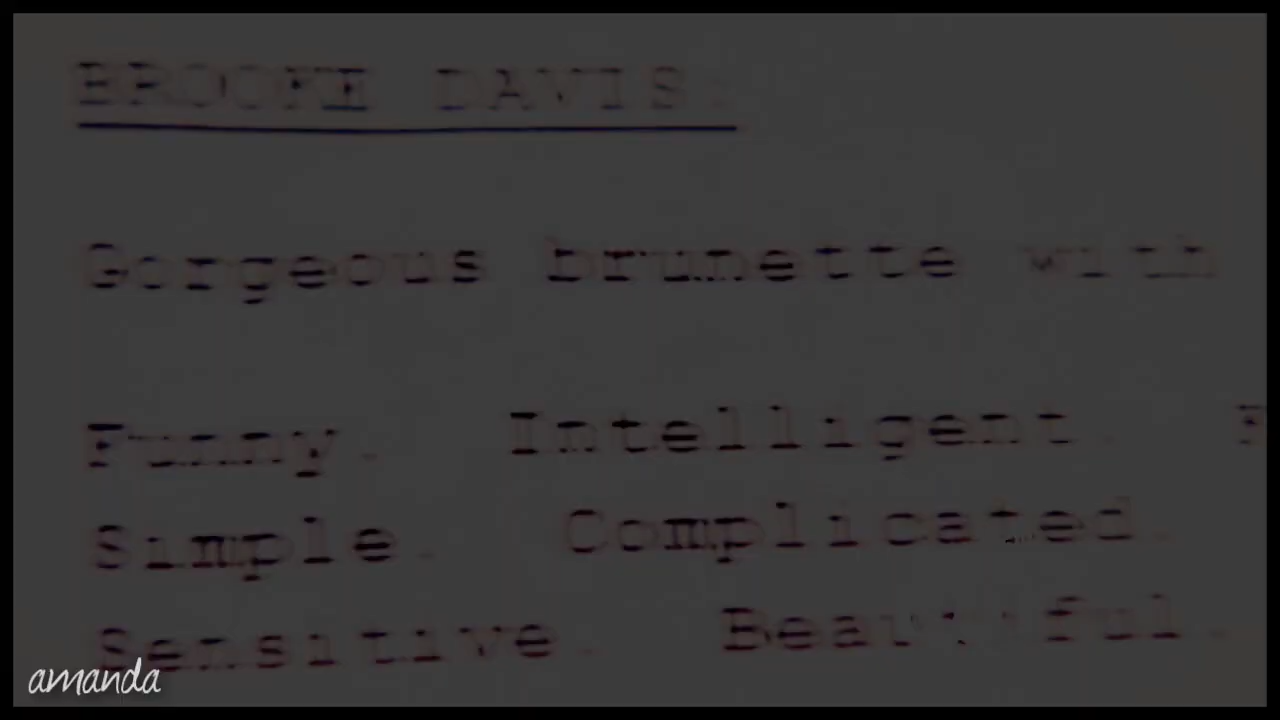 BROOKE DAVIS:
Gorgeous brunette with
Funny. Intelligent. F
Simple. Complicated.
Sensitive. Beautiful.
amanda